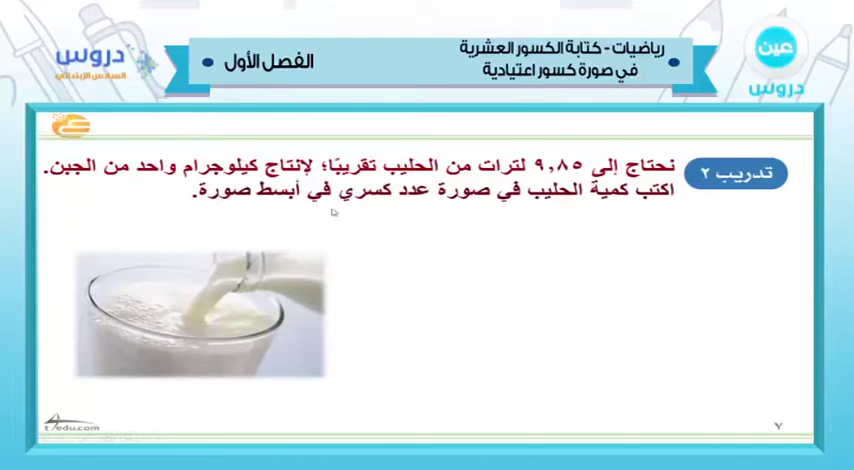 عين
دروس
رياضيات - كتابة الكسور العشرية
في صورة كسور اعتيادية
الفصل الأول
دروس
السادس الإبتدائي
تدريب ٢
نحتاج إلى ٩,٨٥ لترات من الحليب تقريبًا؛ لإنتاج كيلوجرام واحد من الجبن.
اكتب كمية الحليب في صورة عدد كسري في أبسط صورة.
t4edu.com
٧